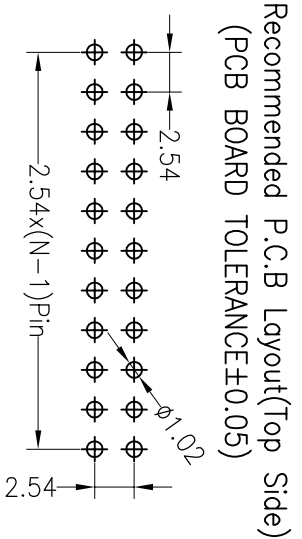 Recommended P.C.B Layout(Top Side)
(PCB BOARD TOLERANCE±0.05)
2.54
2.54x(N-1)Pin
ø1.02
2.54